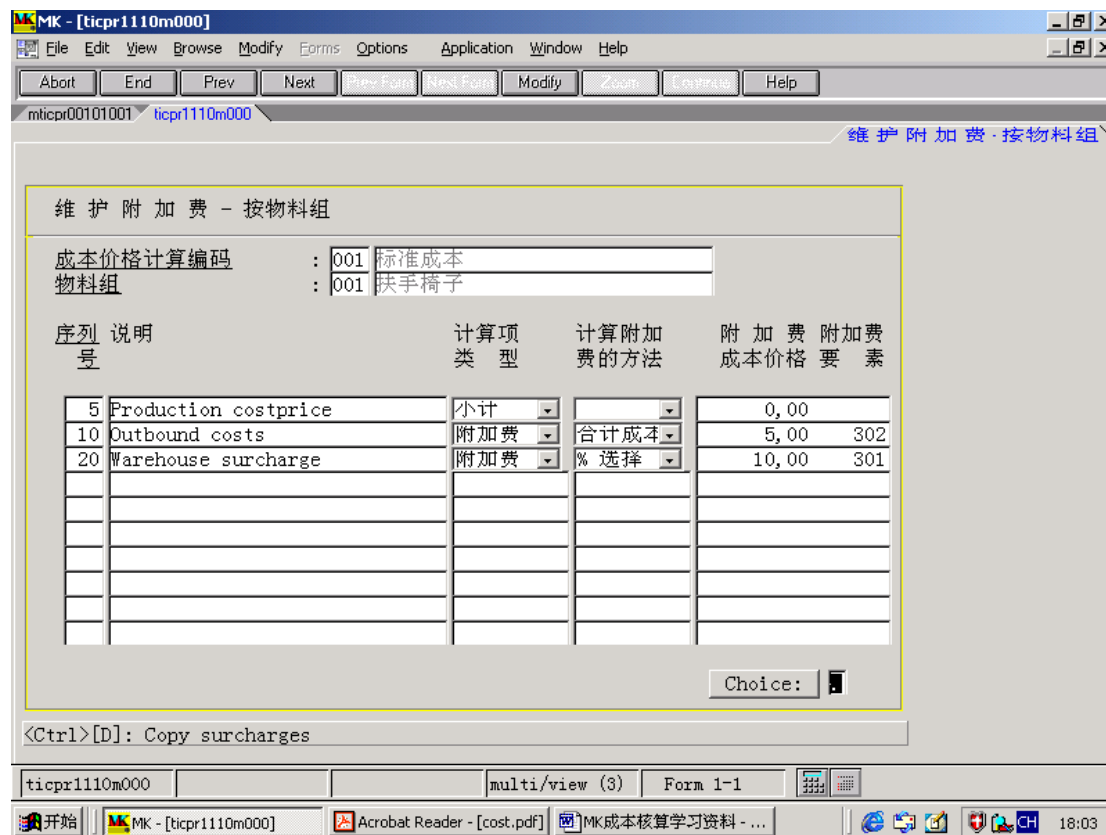 MK - [ticpr1110m000]
File Edit View Browse Modify Forms Options Application Window Help
Abort End Prev Next Prev Form Next Form Modify Zoom Continue Help
mticpr00101001 ticpr1110m000
维护附加费·按物料组
维护附加费 - 按物料组
成本价格计算编码 : 001 标准成本
物料组 : 001 扶手椅子
序列 说明 计算项 计算附加 附加费 附加费
号 类型 费的方法 成本价格 要素
5 Production costprice 小计 0,00
10 Outbound costs 附加费 合计成本 5,00 302
20 Warehouse surcharge 附加费 % 选择 10,00 301
Choice: .
<Ctrl>[D]: Copy surcharges
ticpr1110m000 multi/view (3) Form 1-1
开始 MK - [ticpr1110m000] Acrobat Reader - [cost.pdf] MK成本核算学习资料 - ... CH 18:03